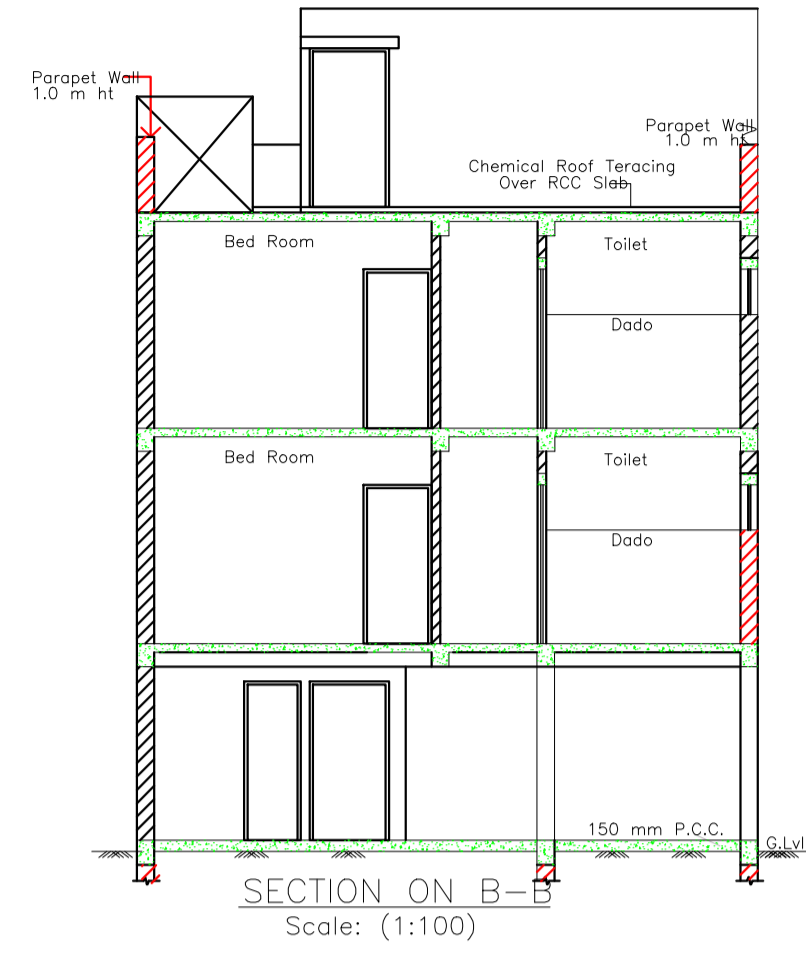 Parapet Wall
1.0 m ht
Parapet Wall
1.0 m ht
Chemical Roof Teracing
Over RCC Slab
Bed Room
Toilet
Dado
Bed Room
Toilet
Dado
150 mm P.C.C.
G.Lvl
SECTION ON B-B
Scale: (1:100)